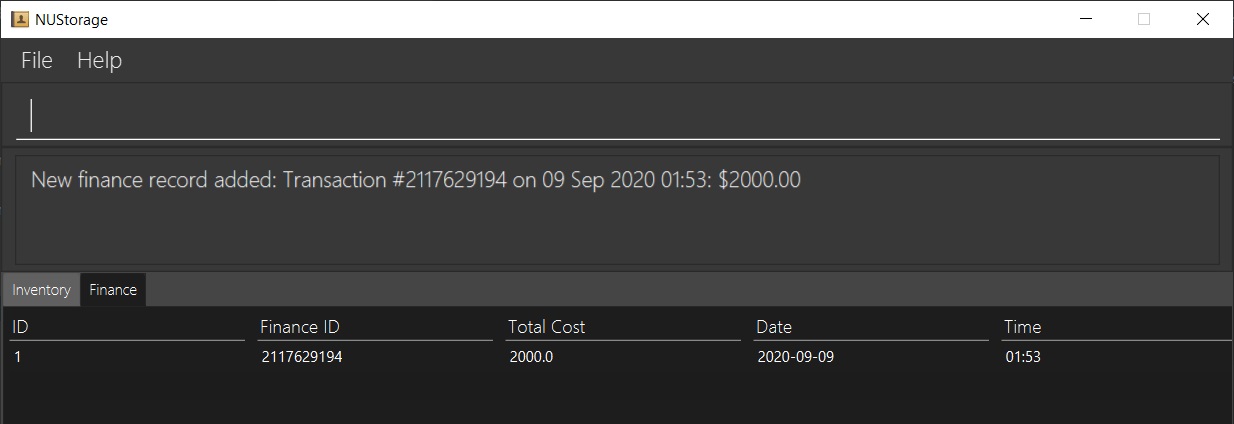 NUStorage
File Help
New finance record added: Transaction #2117629194 on 09 Sep 2020 01:53: $2000.00
Inventory Finance
ID Finance ID Total Cost Date Time
1 2117629194 2000.0 2020-09-09 01:53